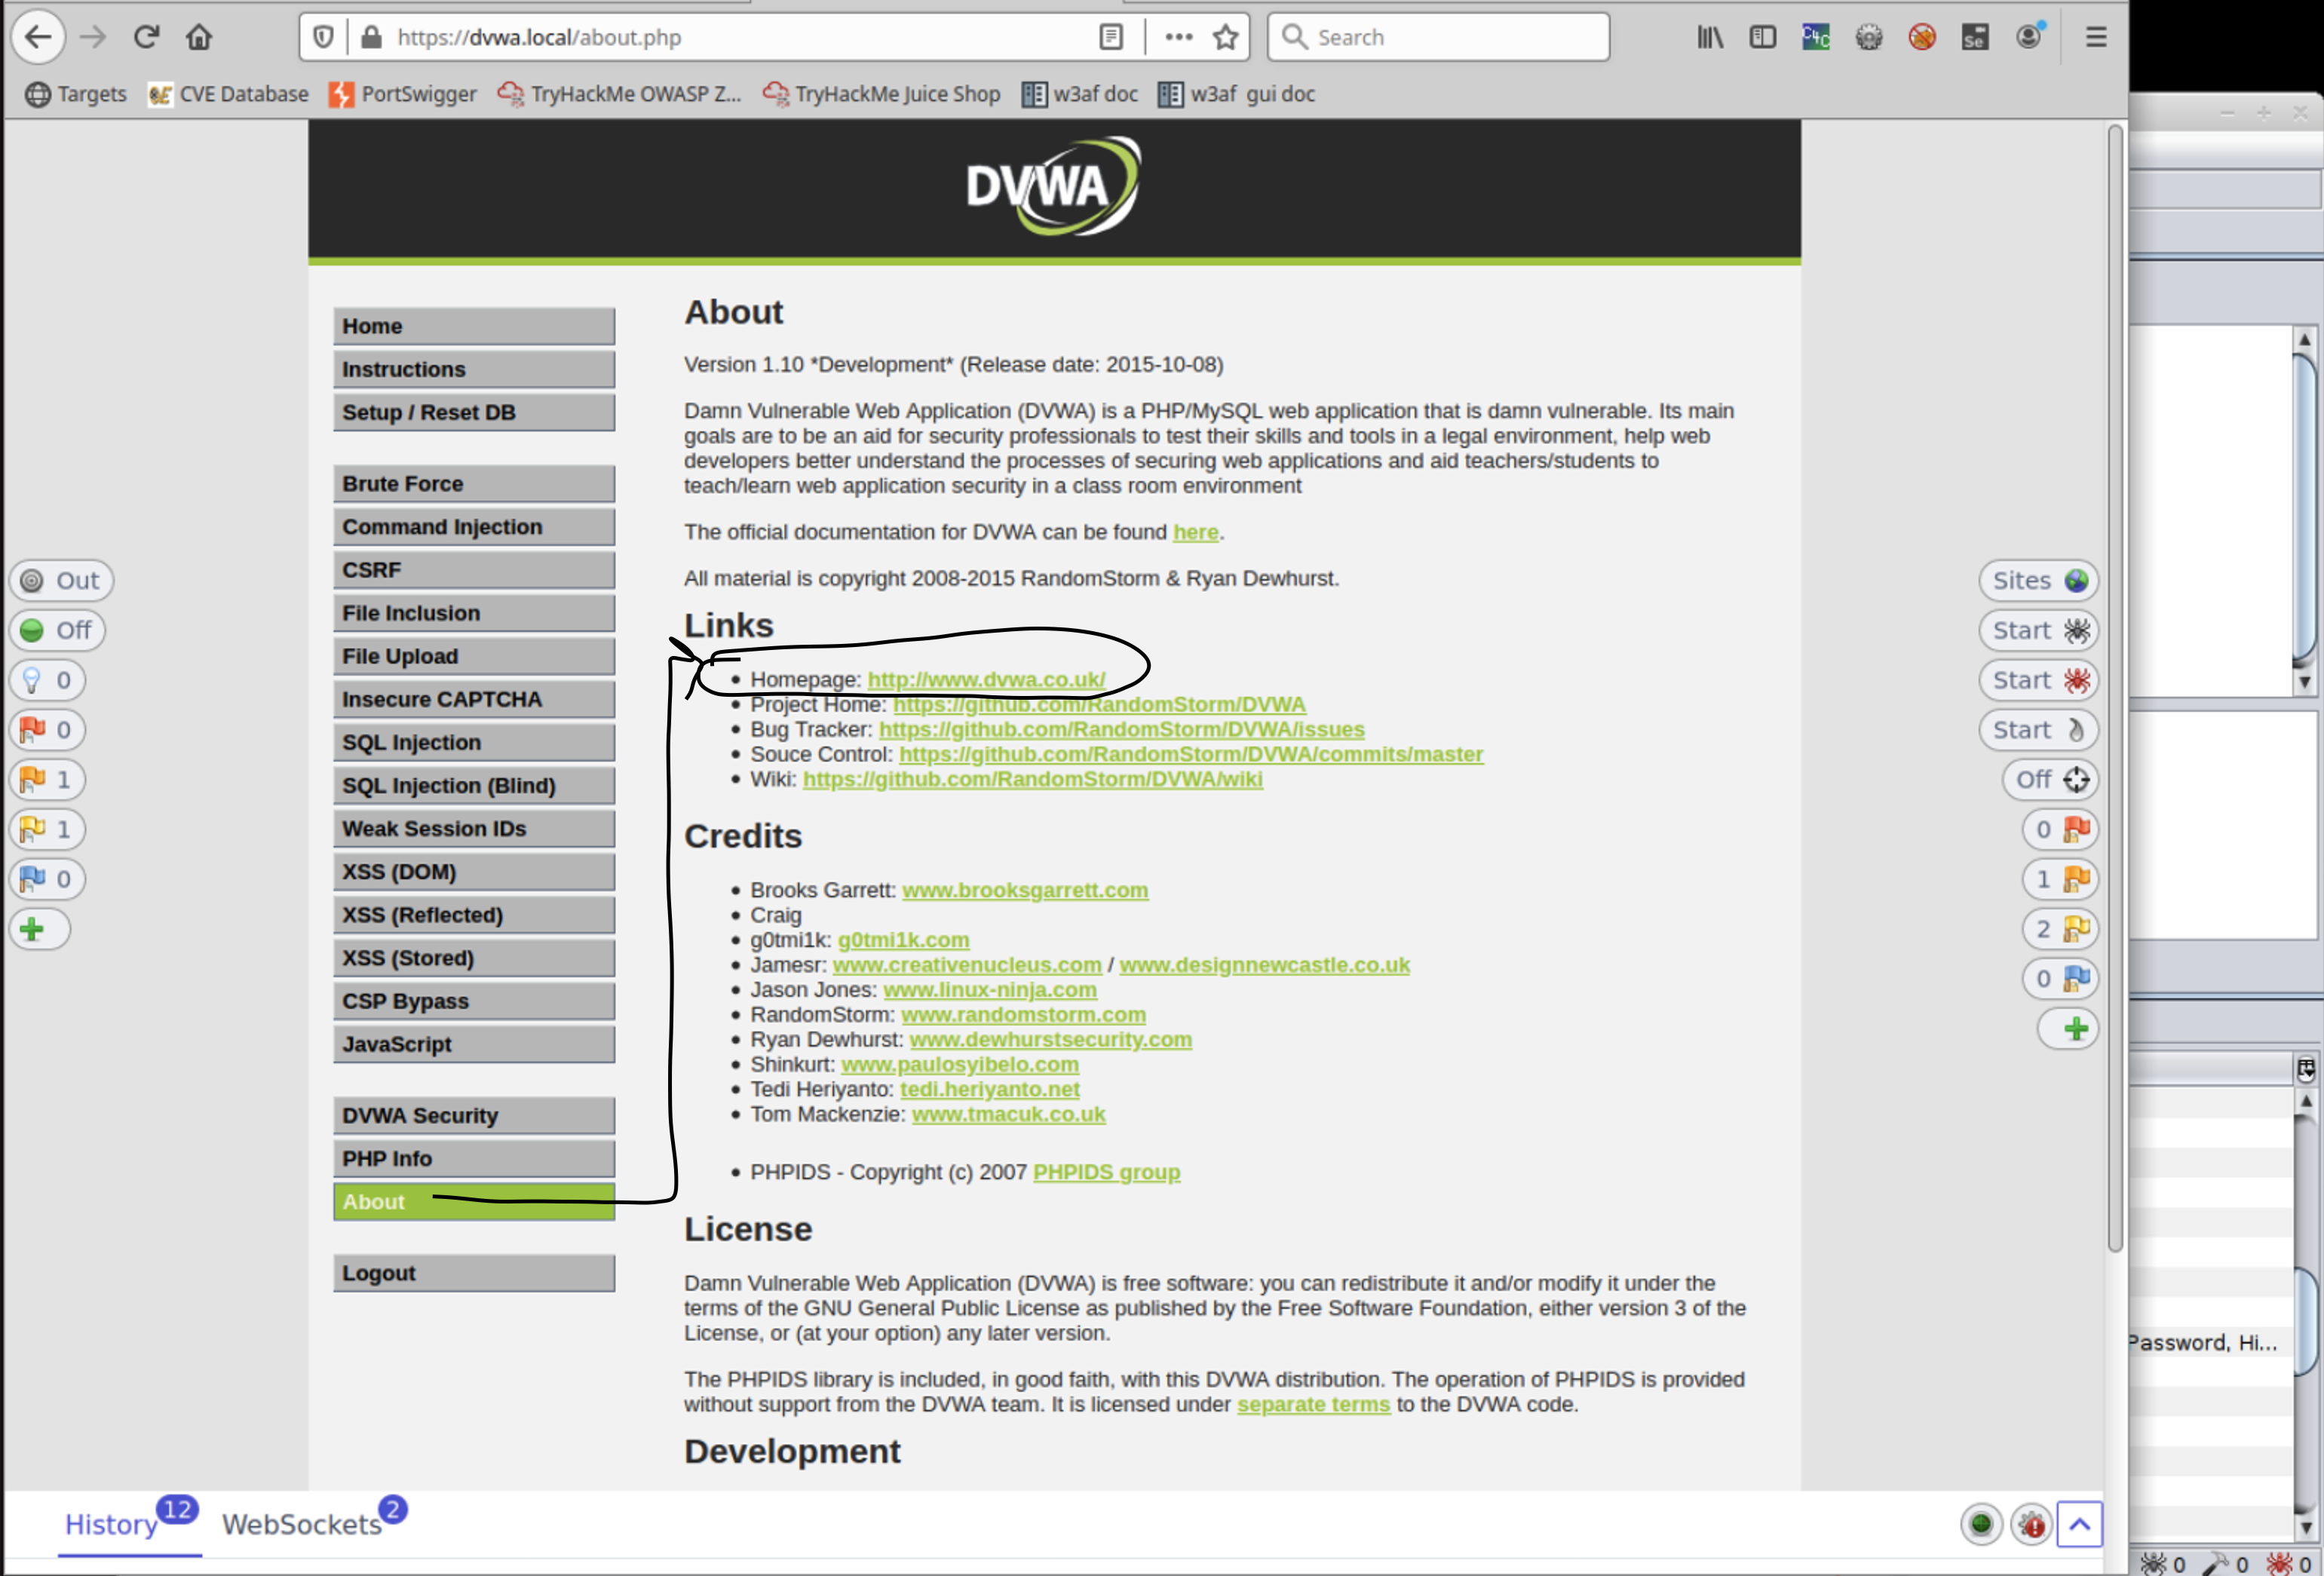 https://dvwa.local/about.php
Search
C4C
Se
Targets
CVE Database
PortSwigger
TryHackMe OWASP Z...
TryHackMe Juice Shop
w3af doc
w3af gui doc
DVWA
Home
Instructions
Setup / Reset DB
Brute Force
Command Injection
CSRF
File Inclusion
File Upload
Insecure CAPTCHA
SQL Injection
SQL Injection (Blind)
Weak Session IDs
XSS (DOM)
XSS (Reflected)
XSS (Stored)
CSP Bypass
JavaScript
DVWA Security
PHP Info
About
Logout
About
Version 1.10 *Development* (Release date: 2015-10-08)
Damn Vulnerable Web Application (DVWA) is a PHP/MySQL web application that is damn vulnerable. Its main
goals are to be an aid for security professionals to test their skills and tools in a legal environment, help web
developers better understand the processes of securing web applications and aid teachers/students to
teach/learn web application security in a class room environment
The official documentation for DVWA can be found here.
All material is copyright 2008-2015 RandomStorm & Ryan Dewhurst.
Links
• Homepage: http://www.dvwa.co.uk/
• Project Home: https://github.com/RandomStorm/DVWA
• Bug Tracker: https://github.com/RandomStorm/DVWA/issues
• Souce Control: https://github.com/RandomStorm/DVWA/commits/master
• Wiki: https://github.com/RandomStorm/DVWA/wiki
Credits
• Brooks Garrett: www.brooksgarrett.com
• Craig
• g0tmi1k: g0tmi1k.com
• Jamesr: www.creativenucleus.com / www.designnewcastle.co.uk
• Jason Jones: www.linux-ninja.com
• RandomStorm: www.randomstorm.com
• Ryan Dewhurst: www.dewhurstsecurity.com
• Shinkurt: www.paulosyibelo.com
• Tedi Heriyanto: tedi.heriyanto.net
• Tom Mackenzie: www.tmacuk.co.uk
• PHPIDS - Copyright (c) 2007 PHPIDS group
License
Damn Vulnerable Web Application (DVWA) is free software: you can redistribute it and/or modify it under the
terms of the GNU General Public License as published by the Free Software Foundation, either version 3 of the
License, or (at your option) any later version.
The PHPIDS library is included, in good faith, with this DVWA distribution. The operation of PHPIDS is provided
without support from the DVWA team. It is licensed under separate terms to the DVWA code.
Development
Out
Off
0
0
1
1
0
Sites
Start
Start
Start
Off
0
1
2
0
Password, Hi...
History 12
WebSockets 2
0 0 0